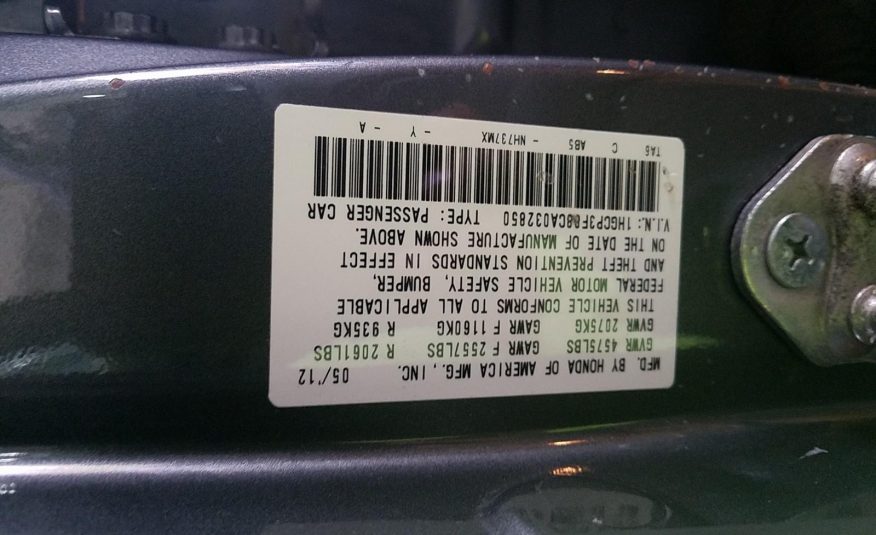 MFD. BY HONDA OF AMERICA MFG., INC. 05/'12
GVWR 4575LBS GAWR F 2557LBS R 2061LBS
GVWR 2075KG GAWR F 1160KG R 935KG
THIS VEHICLE CONFORMS TO ALL APPLICABLE
FEDERAL MOTOR VEHICLE SAFETY, BUMPER,
AND THEFT PREVENTION STANDARDS IN EFFECT
ON THE DATE OF MANUFACTURE SHOWN ABOVE.
V.I.N.: 1HGCP3F88CA032850 TYPE: PASSENGER CAR
TA6 C AB5 - NH737MX - Y - A